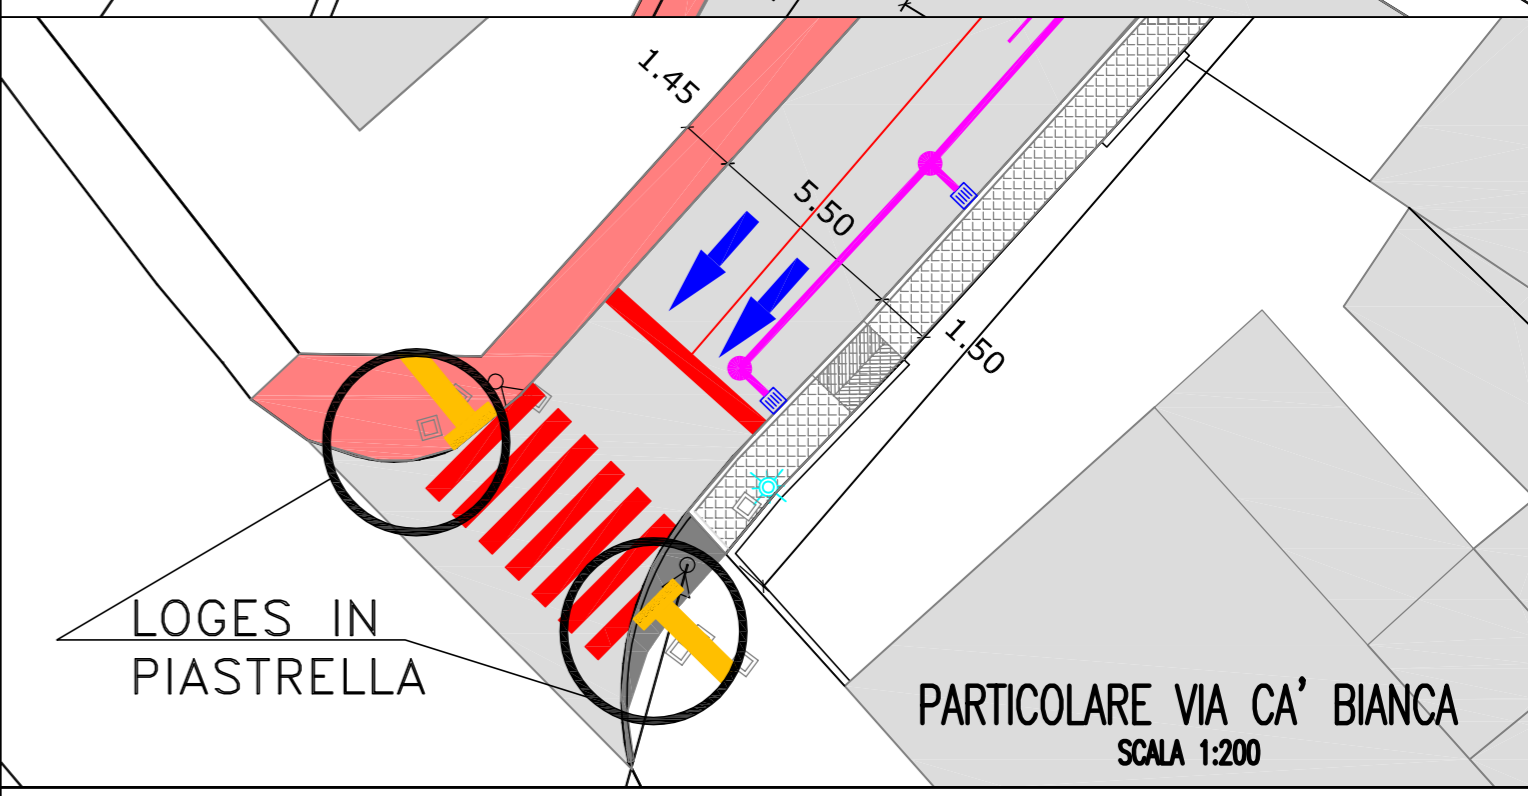 1.45
5.50
1.50
LOGES IN
PIASTRELLA
PARTICOLARE VIA CA' BIANCA
SCALA 1:200